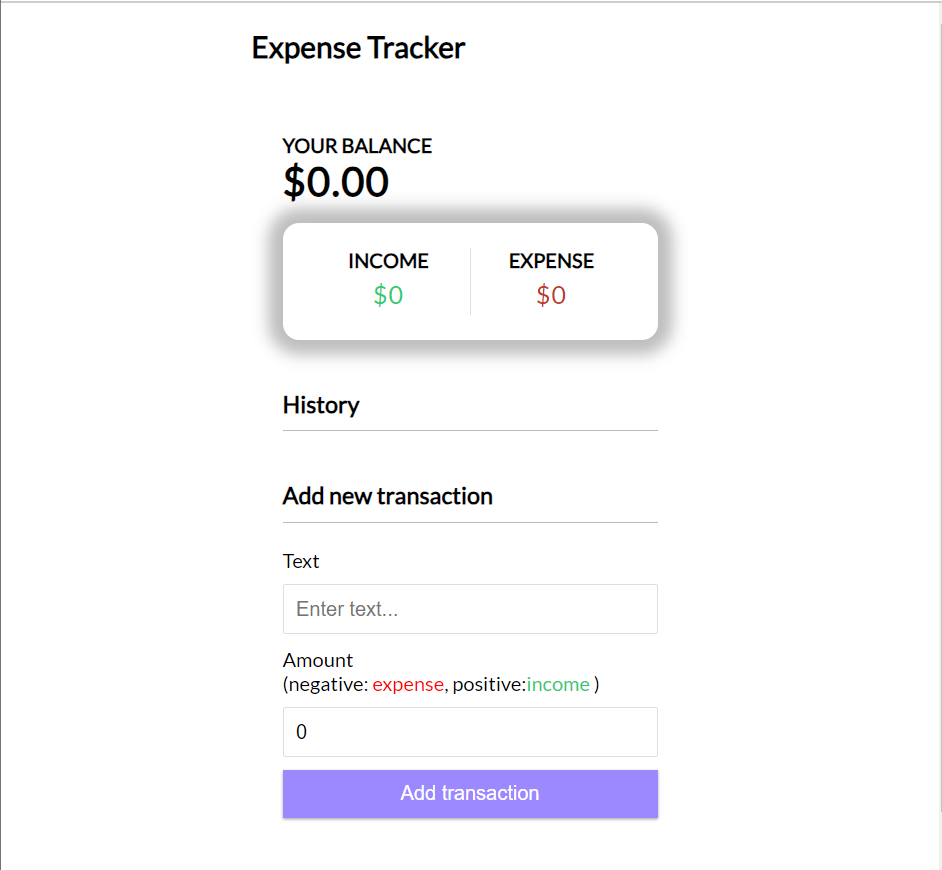 Expense Tracker
YOUR BALANCE
$0.00
INCOME EXPENSE
$0 $0
History
Add new transaction
Text
Enter text...
Amount
(negative: expense, positive:income )
0
Add transaction